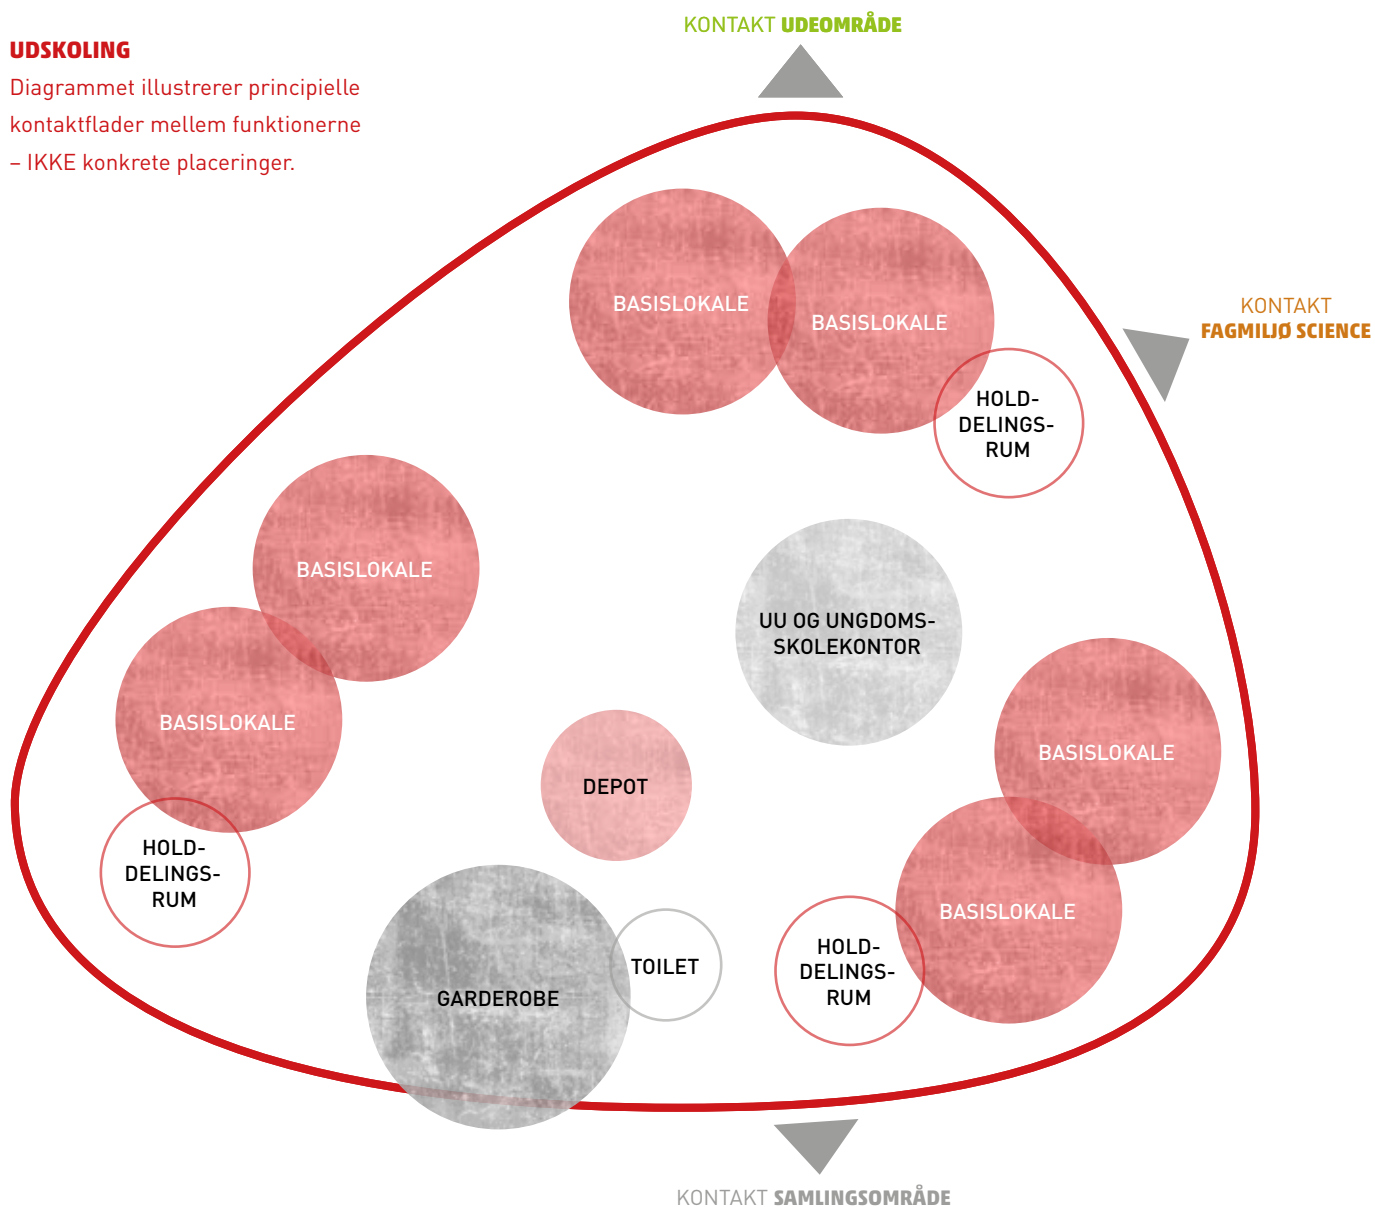 KONTAKT UDEOMRÅDE
UDSKOLING
Diagrammet illustrerer principielle
kontaktflader mellem funktionerne
– IKKE konkrete placeringer.
BASISLOKALE
BASISLOKALE
KONTAKT
FAGMILJØ SCIENCE
HOLD-
DELINGS-
RUM
BASISLOKALE
UU OG UNGDOMS-
SKOLEKONTOR
BASISLOKALE
BASISLOKALE
DEPOT
HOLD-
DELINGS-
RUM
BASISLOKALE
HOLD-
DELINGS-
RUM
TOILET
GARDEROBE
KONTAKT SAMLINGSOMRÅDE